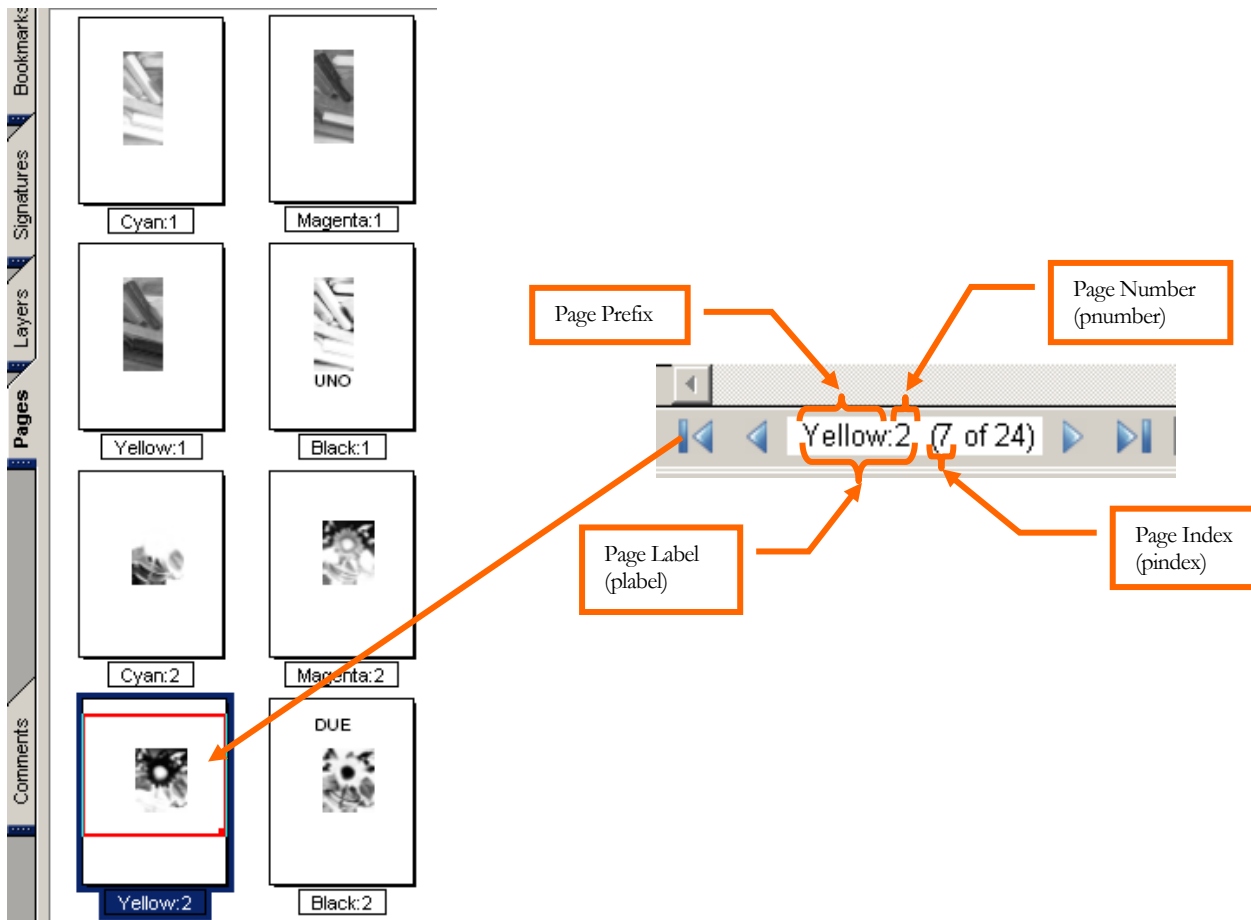 Bookmarks
Signatures
Layers
Pages
Comments
Cyan:1
Magenta:1
UNO
Yellow:1
Black:1
Cyan:2
Magenta:2
DUE
Yellow:2
Black:2
Page Prefix
Page Number
(pnumber)
Yellow:2 (7 of 24)
Page Label
(plabel)
Page Index
(pindex)